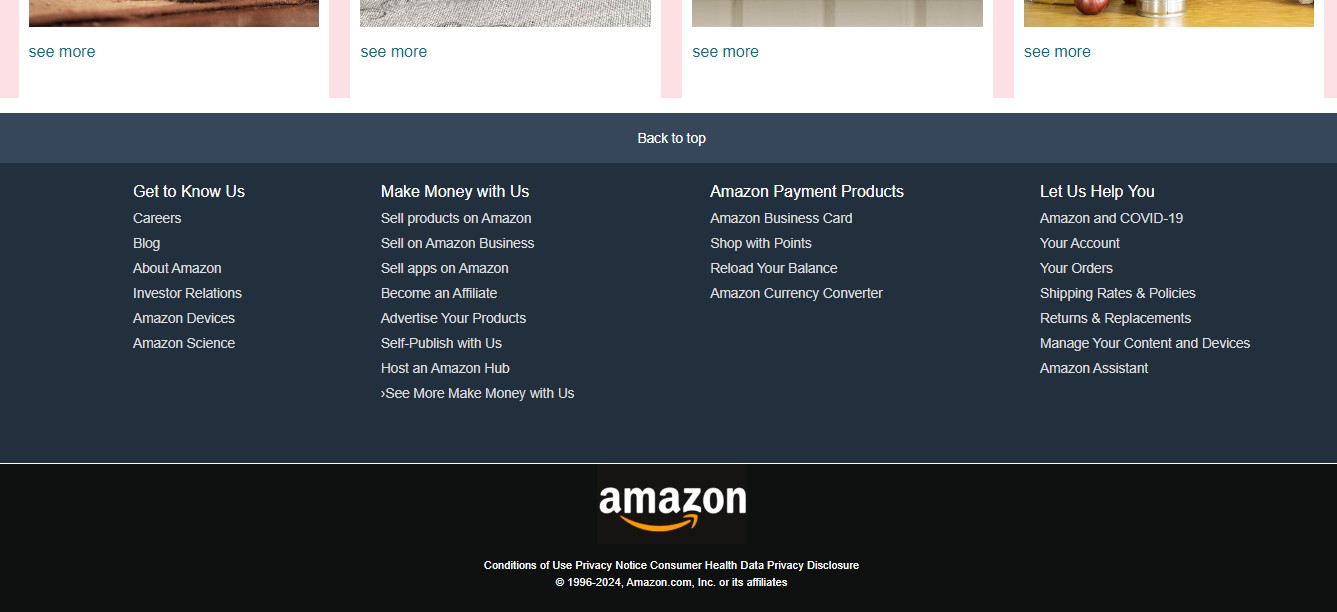 see more
see more
see more
see more
Back to top
Get to Know Us
Careers
Blog
About Amazon
Investor Relations
Amazon Devices
Amazon Science
Make Money with Us
Sell products on Amazon
Sell on Amazon Business
Sell apps on Amazon
Become an Affiliate
Advertise Your Products
Self-Publish with Us
Host an Amazon Hub
›See More Make Money with Us
Amazon Payment Products
Amazon Business Card
Shop with Points
Reload Your Balance
Amazon Currency Converter
Let Us Help You
Amazon and COVID-19
Your Account
Your Orders
Shipping Rates & Policies
Returns & Replacements
Manage Your Content and Devices
Amazon Assistant
amazon
Conditions of Use Privacy Notice Consumer Health Data Privacy Disclosure
© 1996-2024, Amazon.com, Inc. or its affiliates